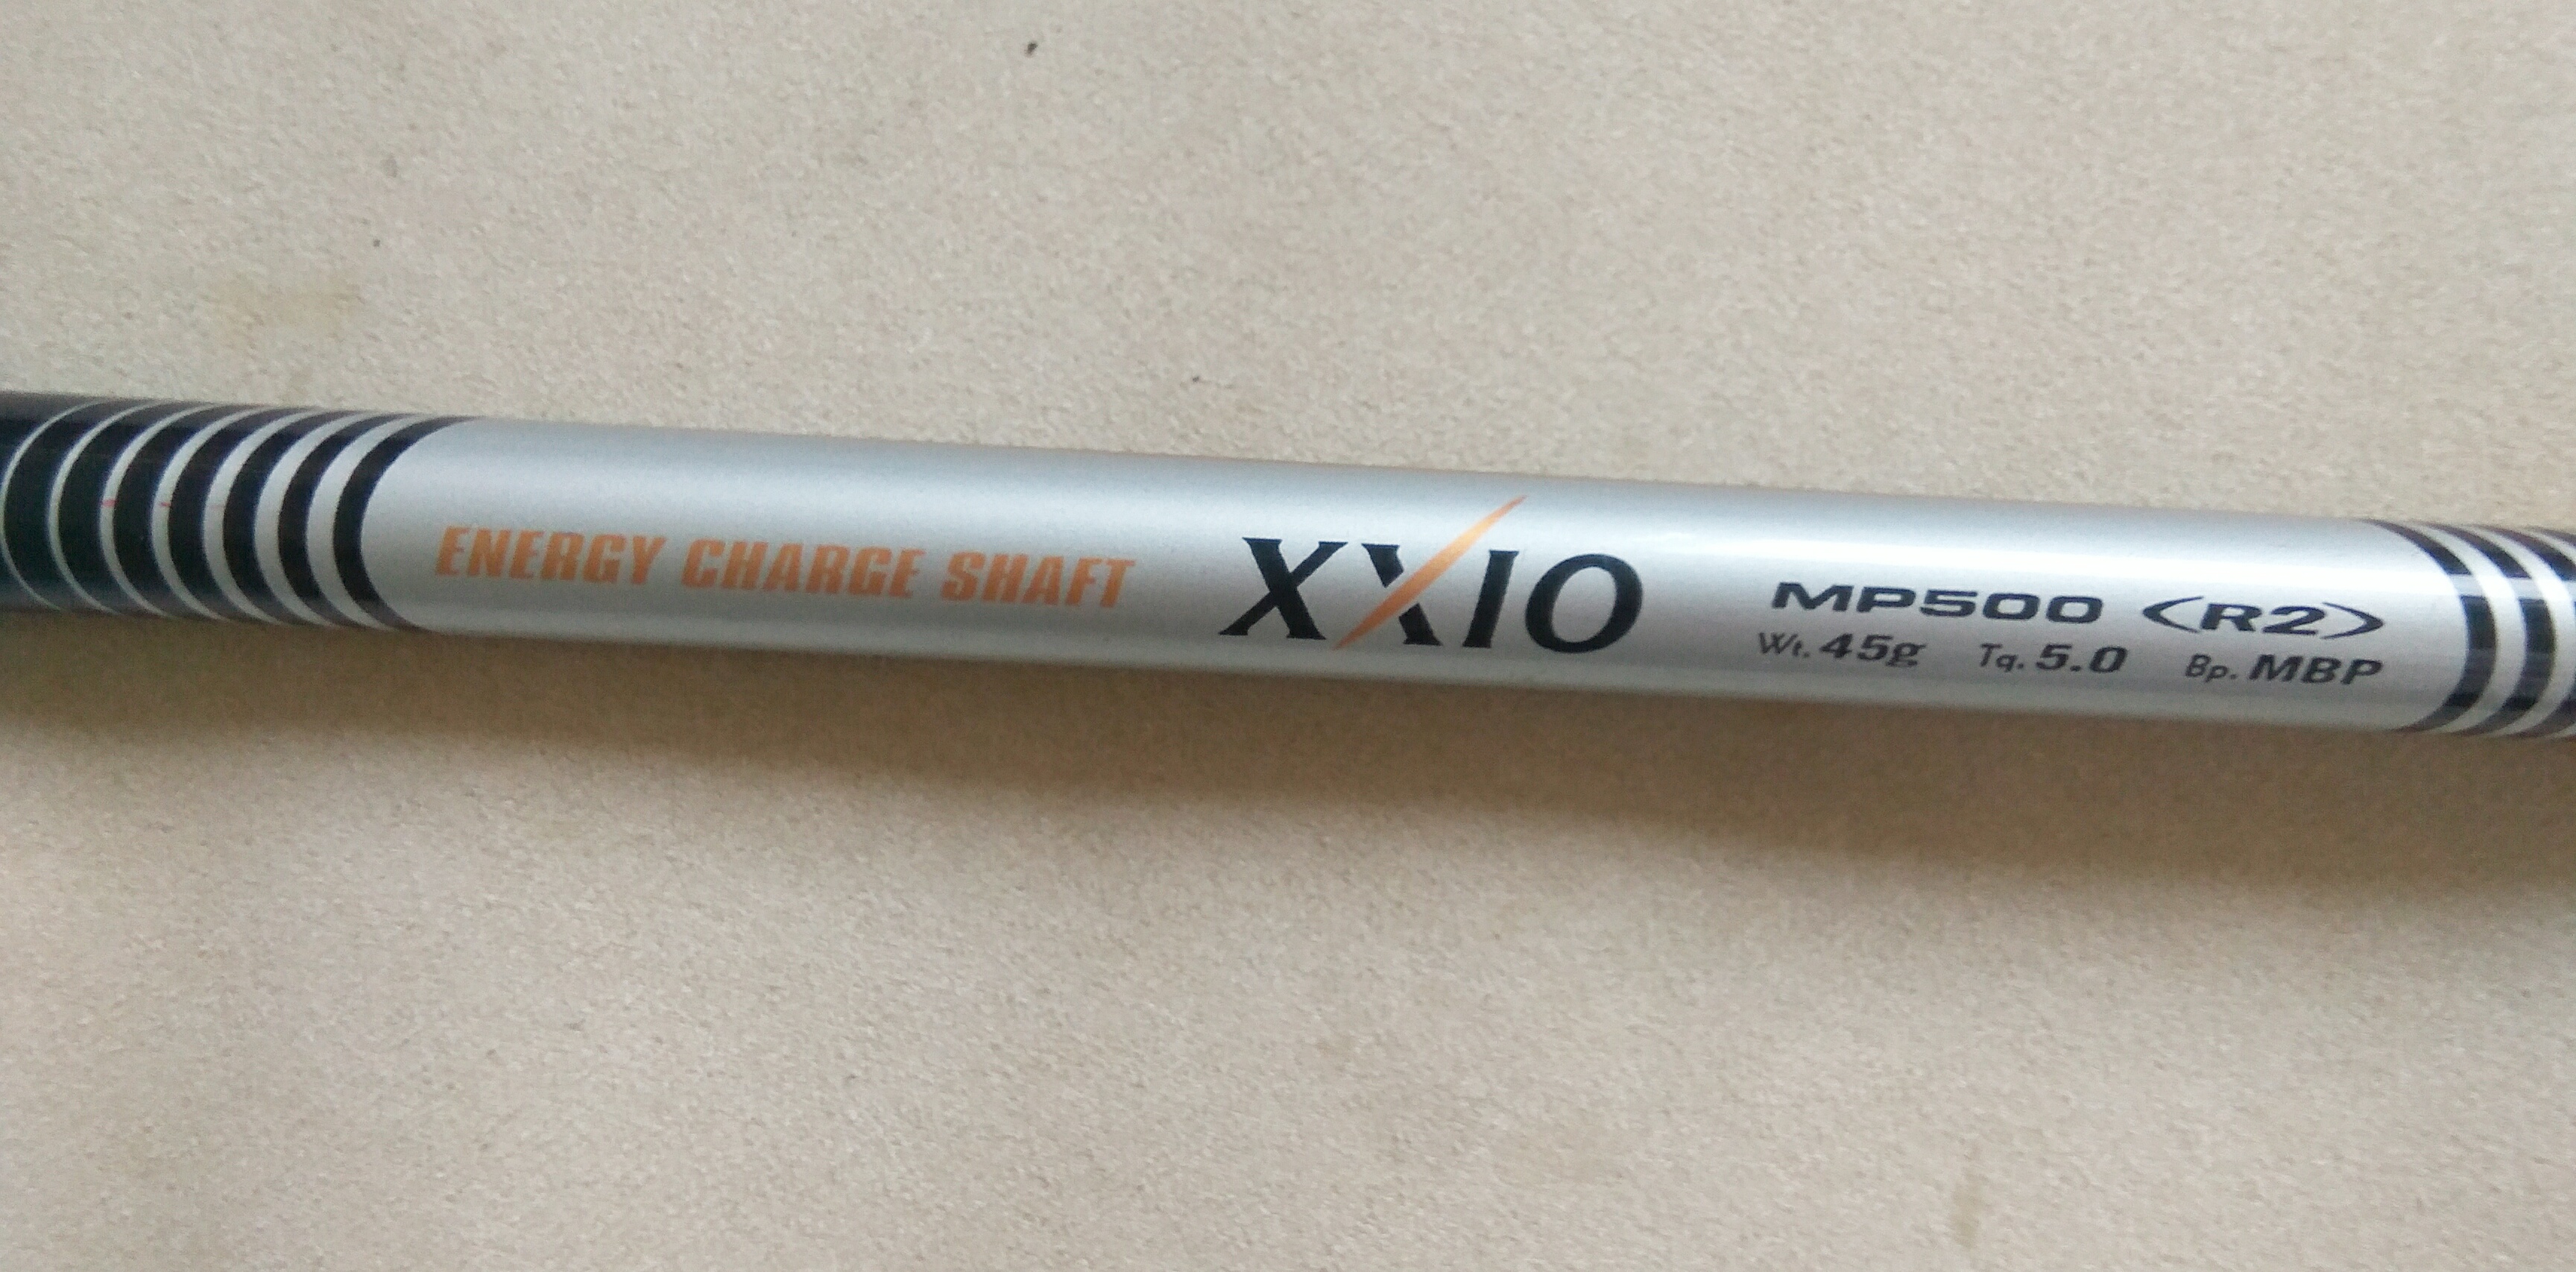 ENERGY CHARGE SHAFT XXIO MP500 <R2>
Wt. 45g Tq. 5.0 Bp. MBP